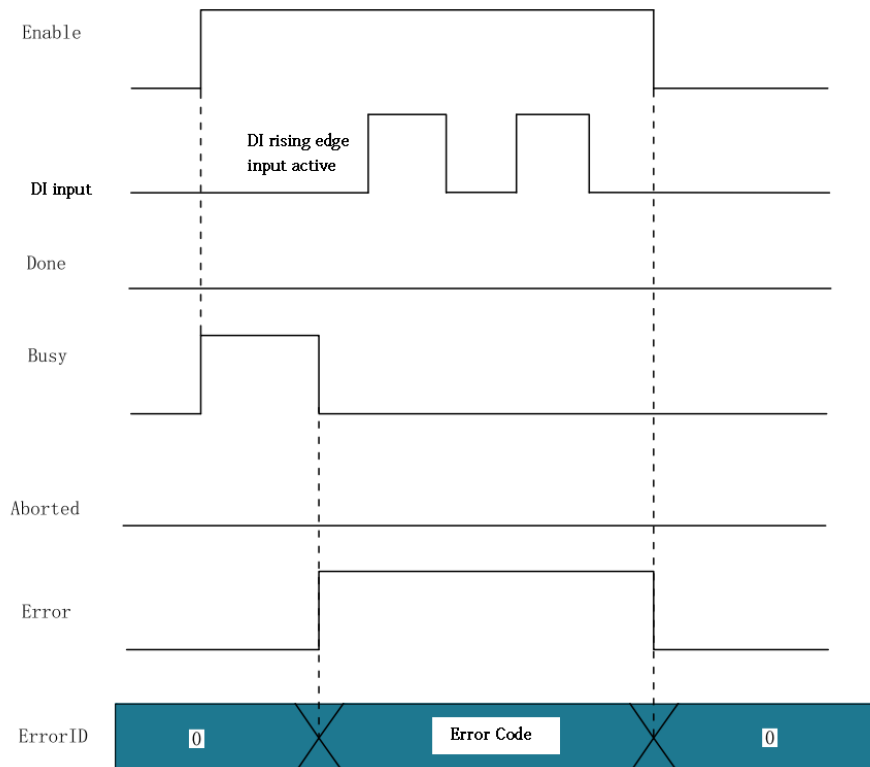 Enable
DI rising edge
input active
DI input
Done
Busy
Aborted
Error
ErrorID
0
Error Code
0